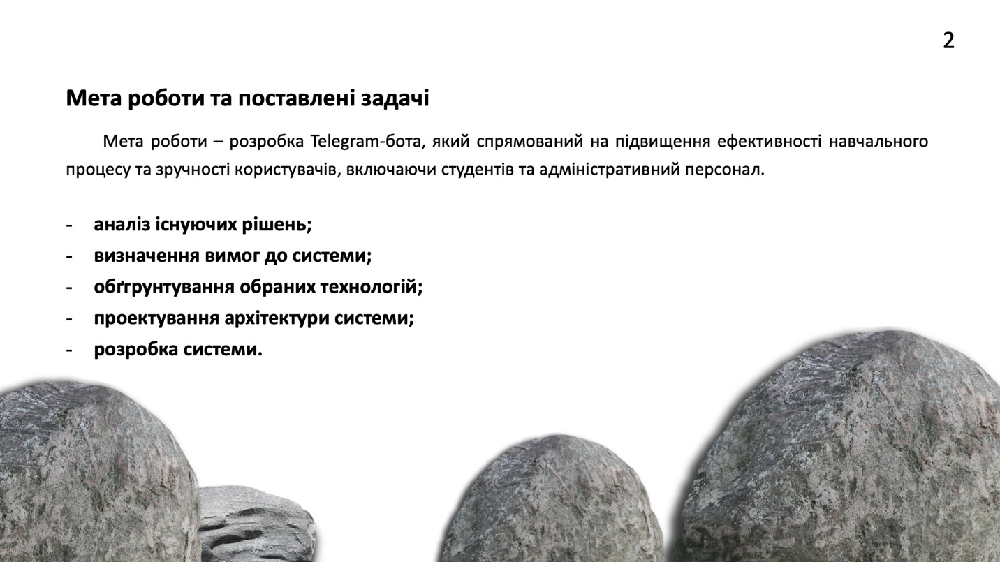 2
Мета роботи та поставлені задачі
Мета роботи – розробка Telegram-бота, який спрямований на підвищення ефективності навчального
процесу та зручності користувачів, включаючи студентів та адміністративний персонал.
- аналіз існуючих рішень;
- визначення вимог до системи;
- обґгрунтування обраних технологій;
- проектування архітектури системи;
- розробка системи.